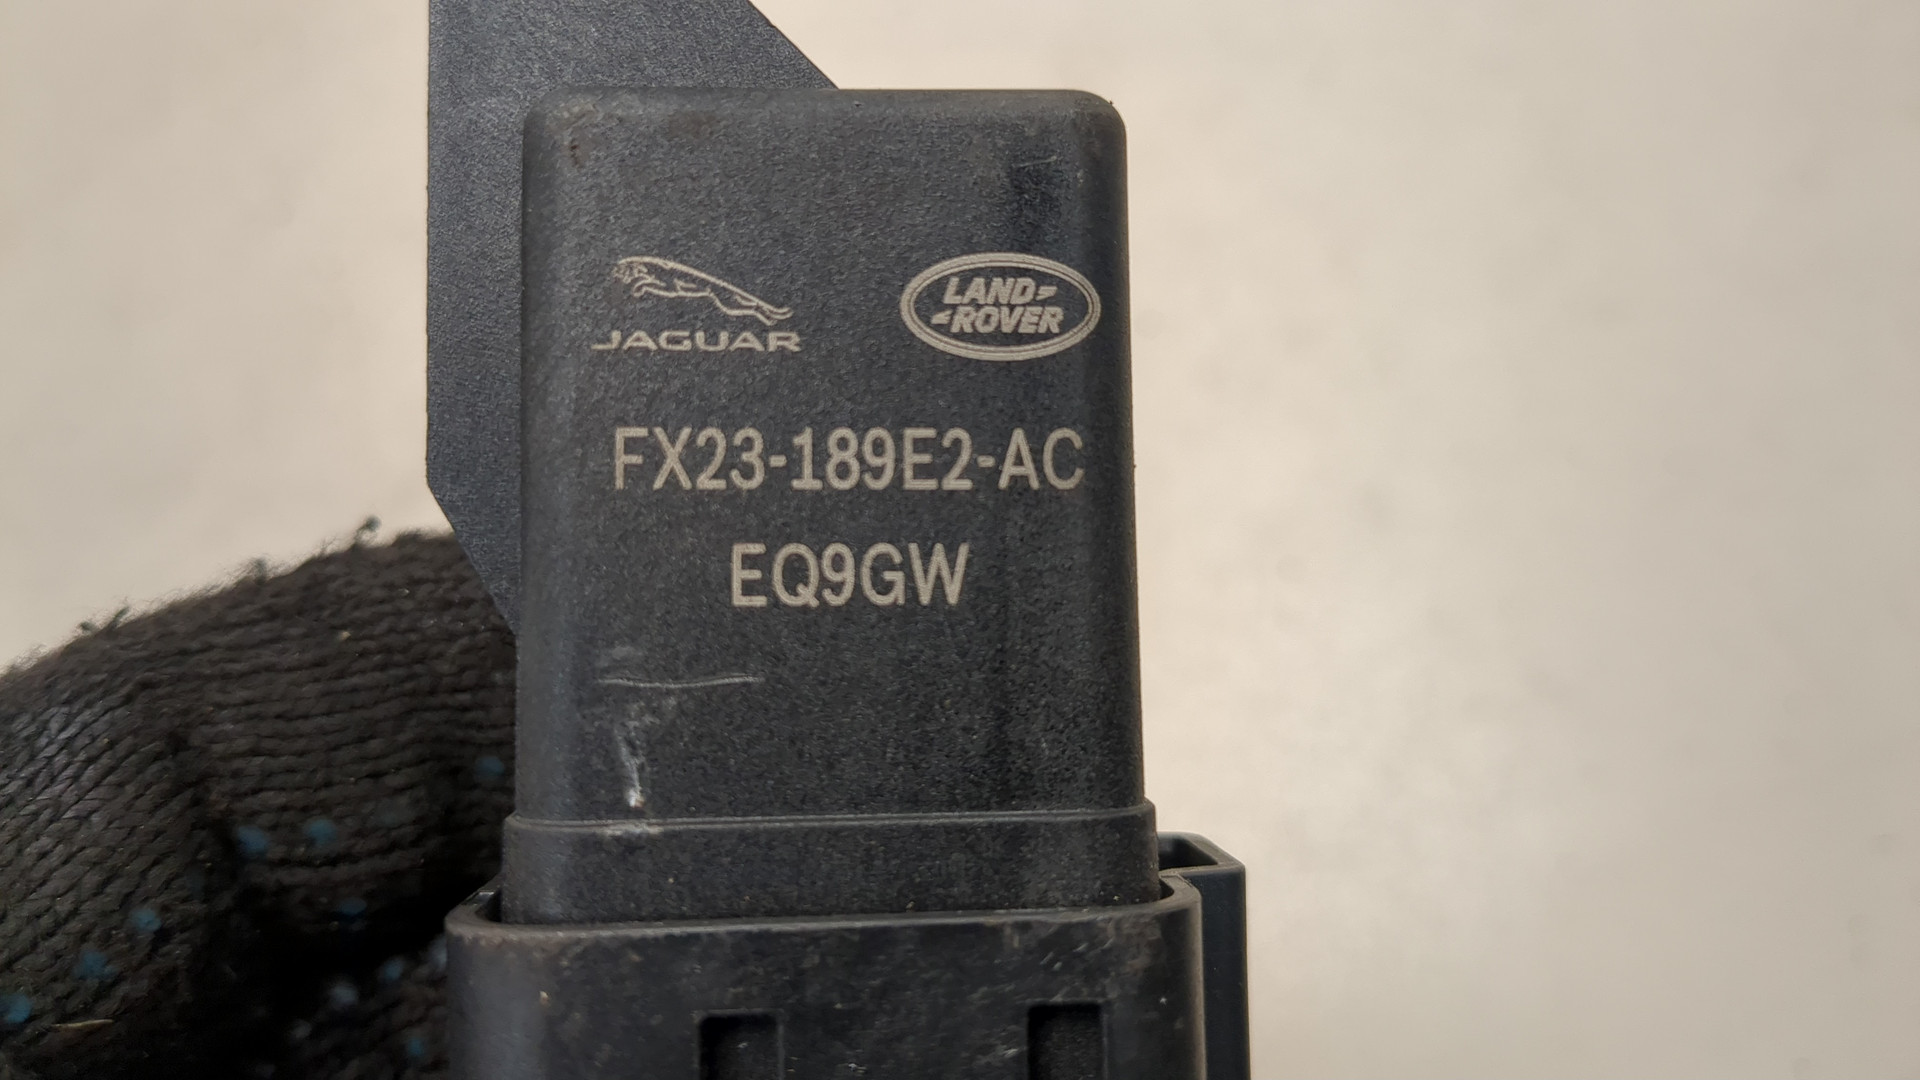 JAGUAR
LAND
ROVER
FX23-189E2-AC
EQ9GW